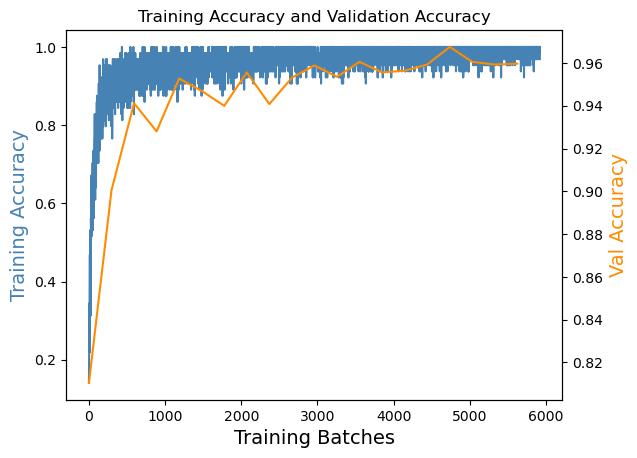 Training Accuracy and Validation Accuracy
1.0
0.8
0.6
0.4
0.2
Training Accuracy
0.96
0.94
0.92
0.90
0.88
0.86
0.84
0.82
Val Accuracy
0 1000 2000 3000 4000 5000 6000
Training Batches